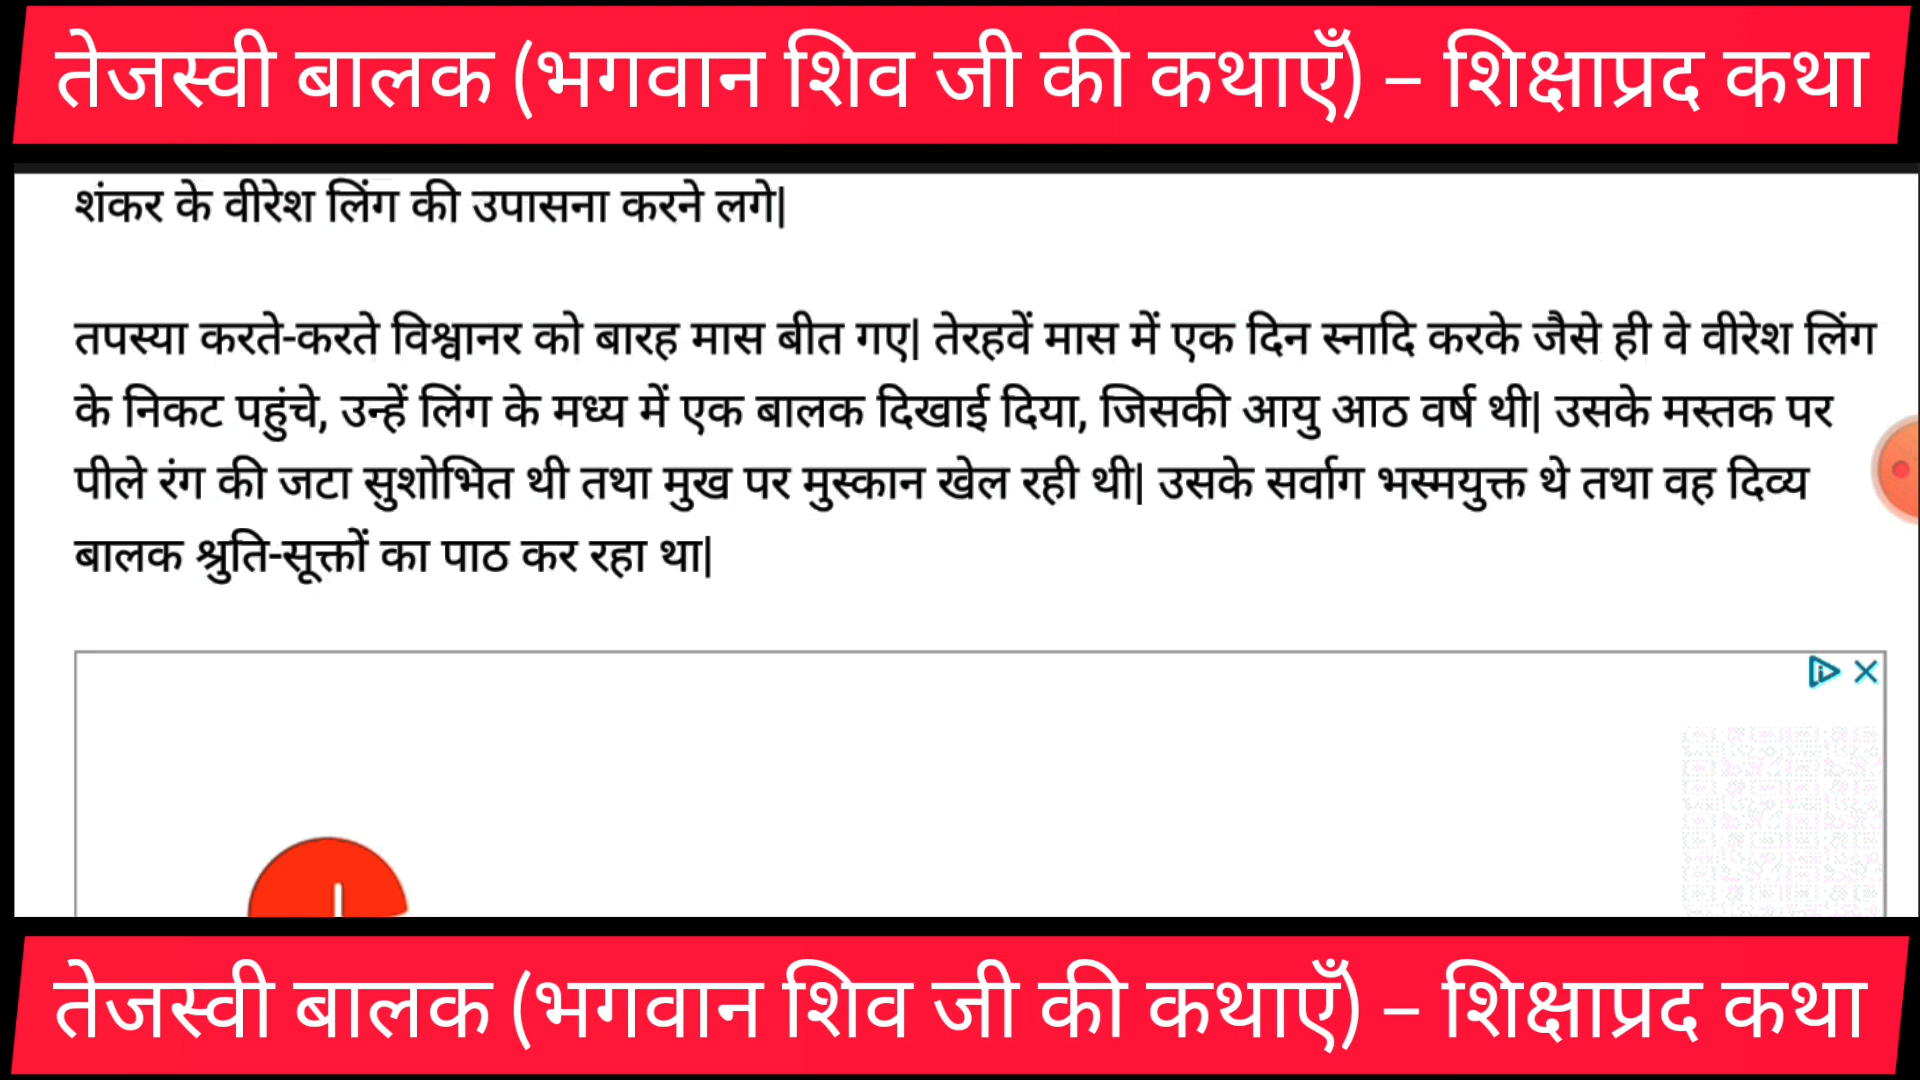 तेजस्वी बालक (भगवान शिव जी की कथाएँ) – शिक्षाप्रद कथा
शंकर के वीरेश लिंग की उपासना करने लगे|
तपस्या करते-करते विश्वानर को बारह मास बीत गए| तेरहवें मास में एक दिन स्नादि करके जैसे ही वे वीरेश लिंग
के निकट पहुंचे, उन्हें लिंग के मध्य में एक बालक दिखाई दिया, जिसकी आयु आठ वर्ष थी| उसके मस्तक पर
पीले रंग की जटा सुशोभित थी तथा मुख पर मुस्कान खेल रही थी| उसके सर्वाग भस्मयुक्त थे तथा वह दिव्य
बालक श्रुति-सूक्तों का पाठ कर रहा था|
तेजस्वी बालक (भगवान शिव जी की कथाएँ) – शिक्षाप्रद कथा